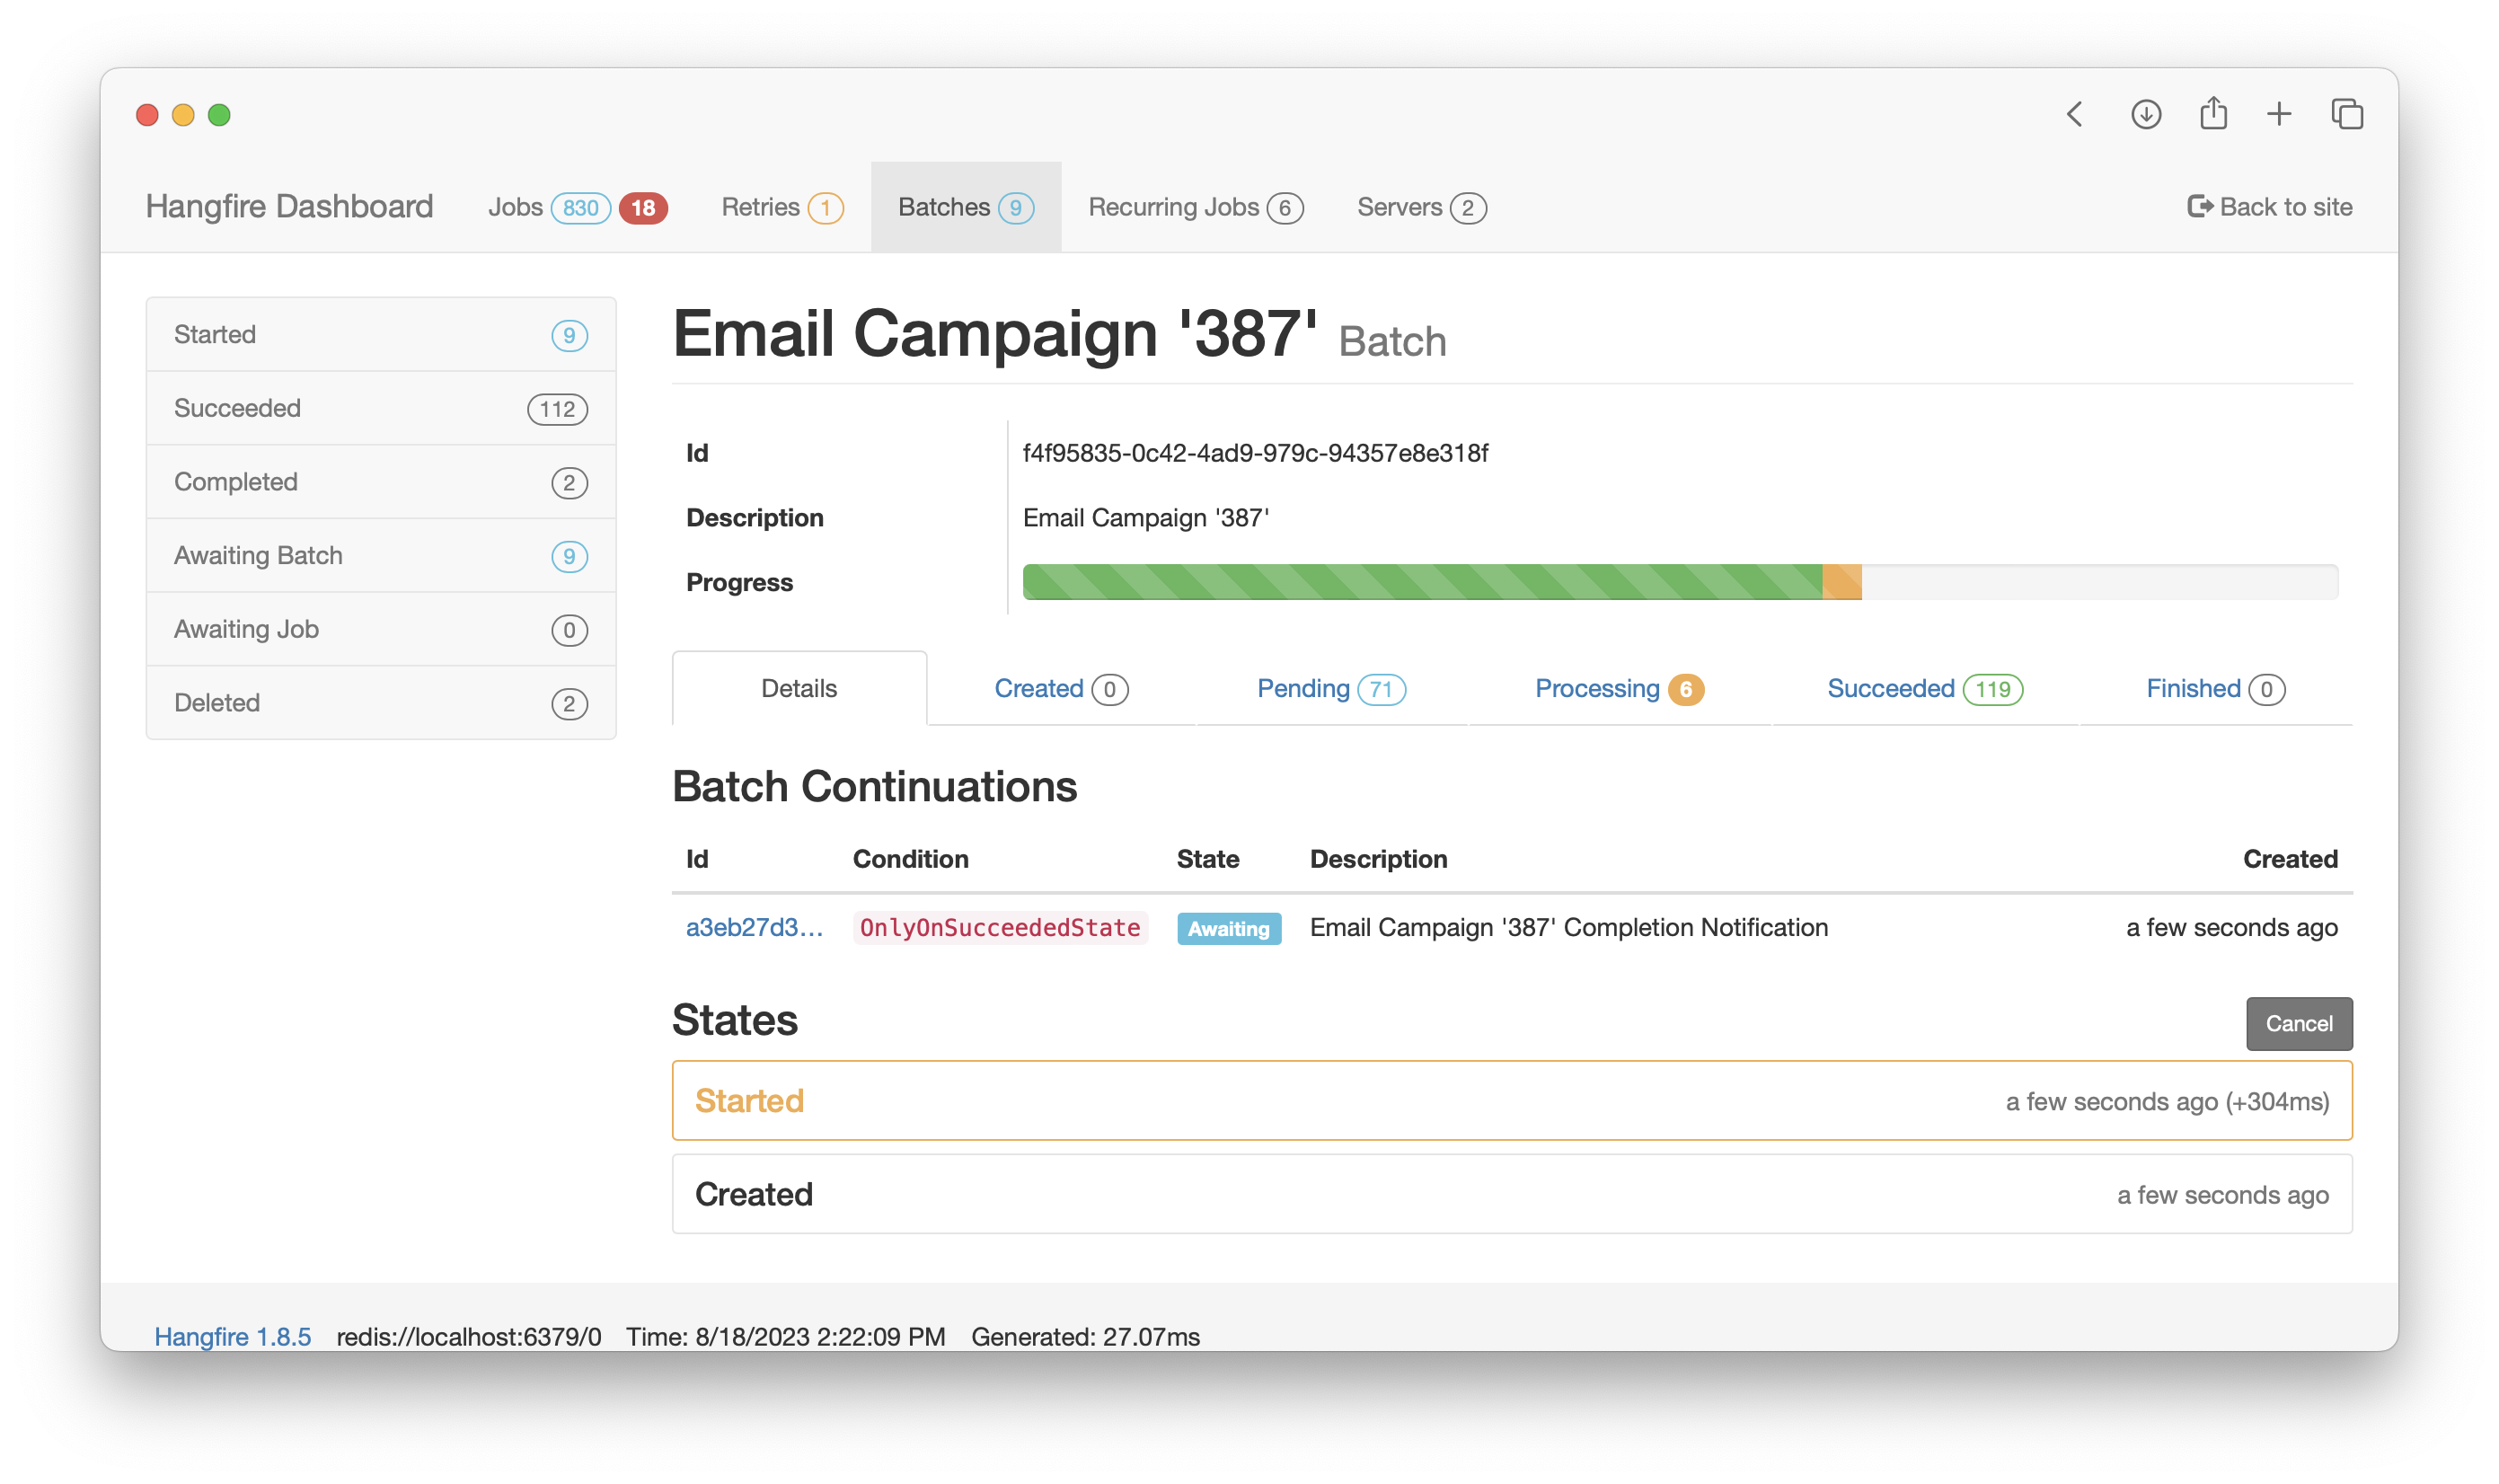 Hangfire Dashboard Jobs 830 18 Retries 1 Batches 9 Recurring Jobs 6 Servers 2 Back to site
Started 9
Succeeded 112
Completed 2
Awaiting Batch 9
Awaiting Job 0
Deleted 2
Email Campaign '387' Batch
Id f4f95835-0c42-4ad9-979c-94357e8e318f
Description Email Campaign '387'
Progress
Details Created 0 Pending 71 Processing 6 Succeeded 119 Finished 0
Batch Continuations
Id Condition State Description Created
a3eb27d3... OnlyOnSucceededState Awaiting Email Campaign '387' Completion Notification a few seconds ago
States Cancel
Started a few seconds ago (+304ms)
Created a few seconds ago
Hangfire 1.8.5 redis://localhost:6379/0 Time: 8/18/2023 2:22:09 PM Generated: 27.07ms